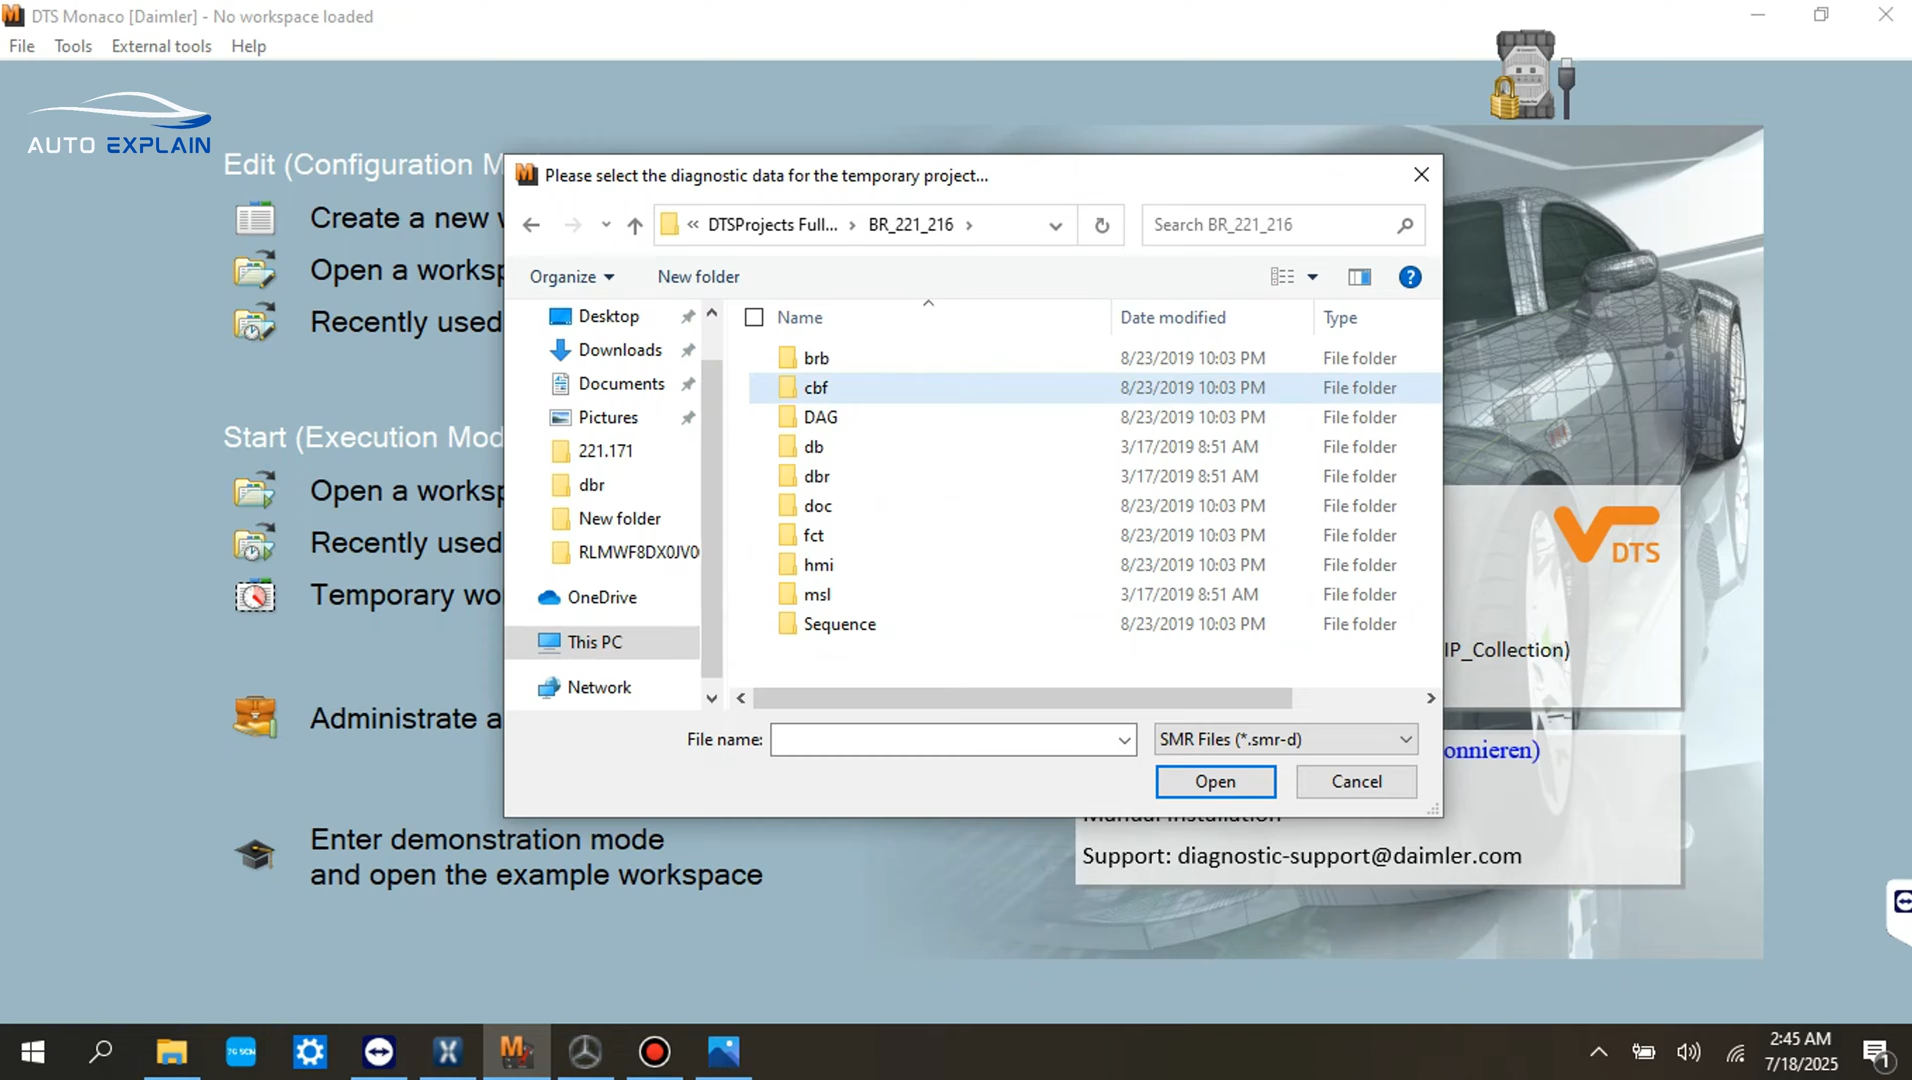 DTS Monaco [Daimler] - No workspace loaded
File Tools External tools Help
AUTO EXPLAIN
Edit (Configuration M
Create a new
Open a works
Recently used
Start (Execution Mod
Open a works
Recently used
Temporary wo
Administrate a
Enter demonstration mode
and open the example workspace
Please select the diagnostic data for the temporary project...
« DTSProjects Full... > BR_221_216 >
Search BR_221_216
Organize New folder
Desktop
Downloads
Documents
Pictures
221.171
dbr
New folder
RLMWF8DX0JV0
OneDrive
This PC
Network
Name Date modified Type
brb 8/23/2019 10:03 PM File folder
cbf 8/23/2019 10:03 PM File folder
DAG 8/23/2019 10:03 PM File folder
db 3/17/2019 8:51 AM File folder
dbr 3/17/2019 8:51 AM File folder
doc 8/23/2019 10:03 PM File folder
fct 8/23/2019 10:03 PM File folder
hmi 8/23/2019 10:03 PM File folder
msl 3/17/2019 8:51 AM File folder
Sequence 8/23/2019 10:03 PM File folder
File name: SMR Files (*.smr-d)
Open Cancel
DTS
IP_Collection)
onnieren)
Support: diagnostic-support@daimler.com
2:45 AM
7/18/2025
1